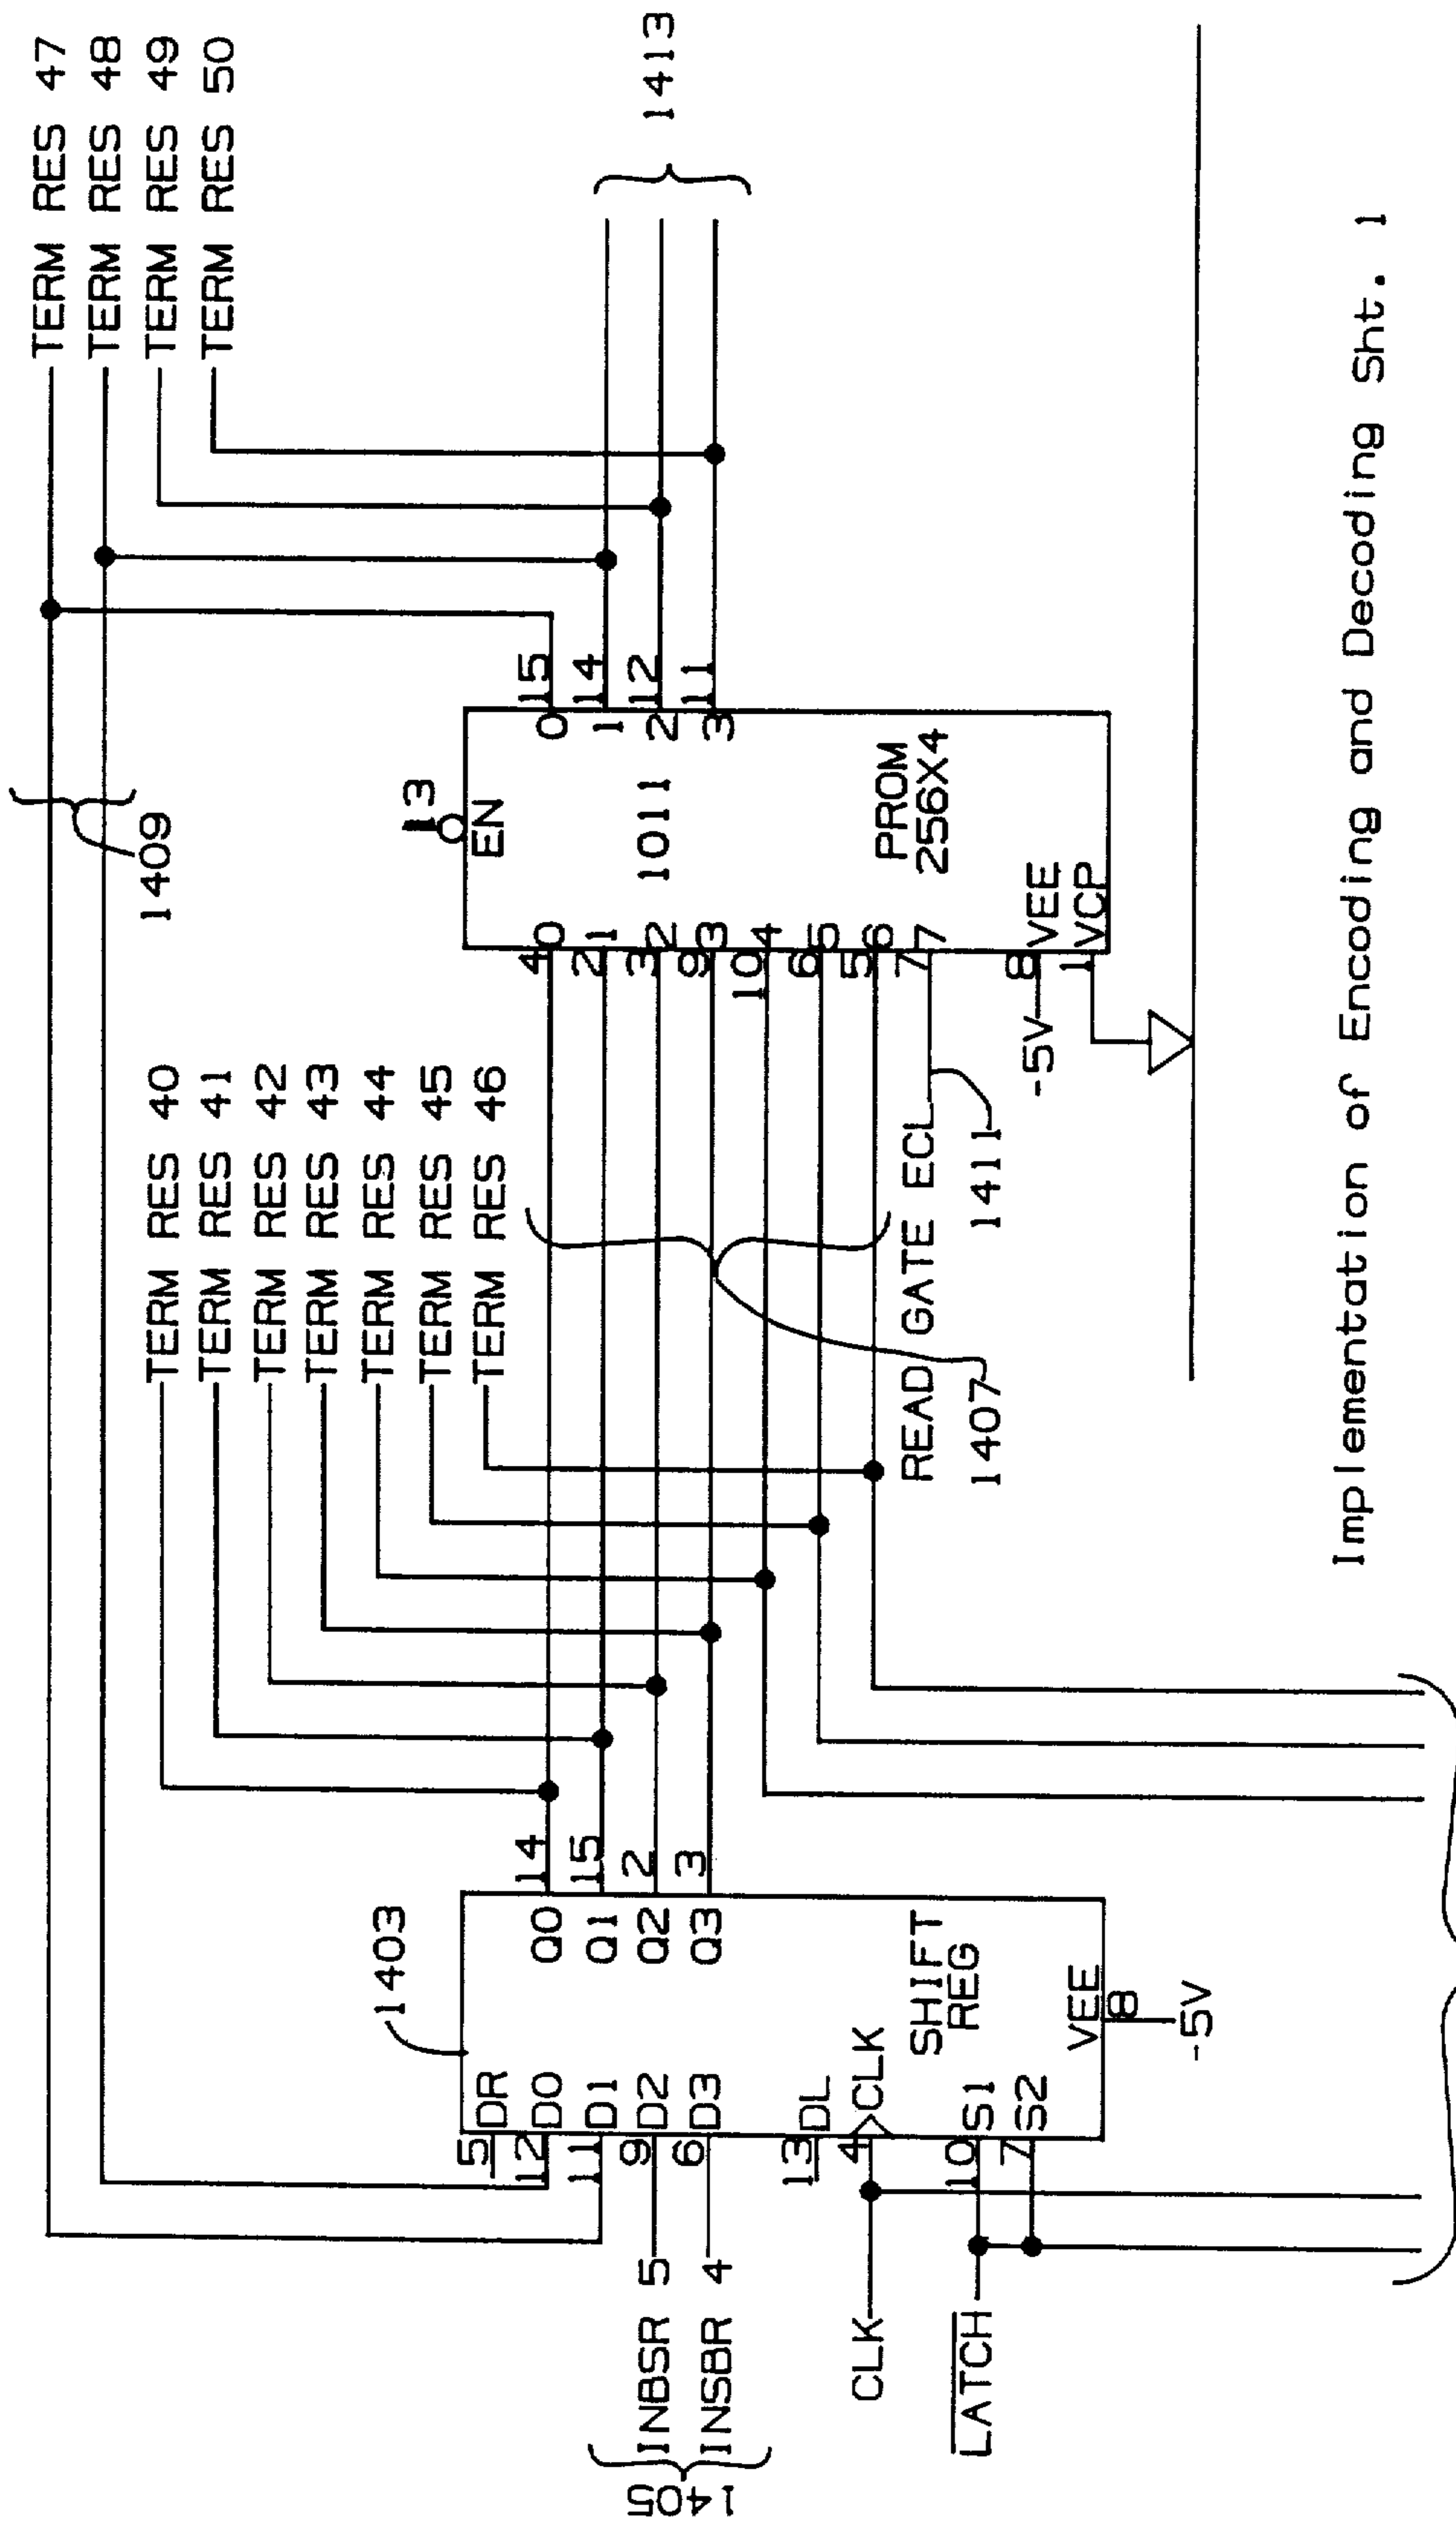 TERM RES 47
TERM RES 48
TERM RES 49
TERM RES 50
1409
1413
TERM RES 40
TERM RES 41
TERM RES 42
TERM RES 43
TERM RES 44
TERM RES 45
TERM RES 46
1403
5 DR
12 D0
11 D1
9 D2
6 D3
13 DL
4 CLK
10 S1
7 S2
Q0 14
Q1 15
Q2 2
Q3 3
SHIFT
REG
VEE
8
-5V
INBSR 5
INSBR 4
1405
CLK
LATCH
13
EN
1011
4 0
2 1
3 2
9 3
10 4
6 5
5 6
7 7
0 15
1 14
2 12
3 11
PROM
256X4
-5V 8 VEE
1 VCP
READ GATE ECL
1411
1407
Implementation of Encoding and Decoding Sht. 1